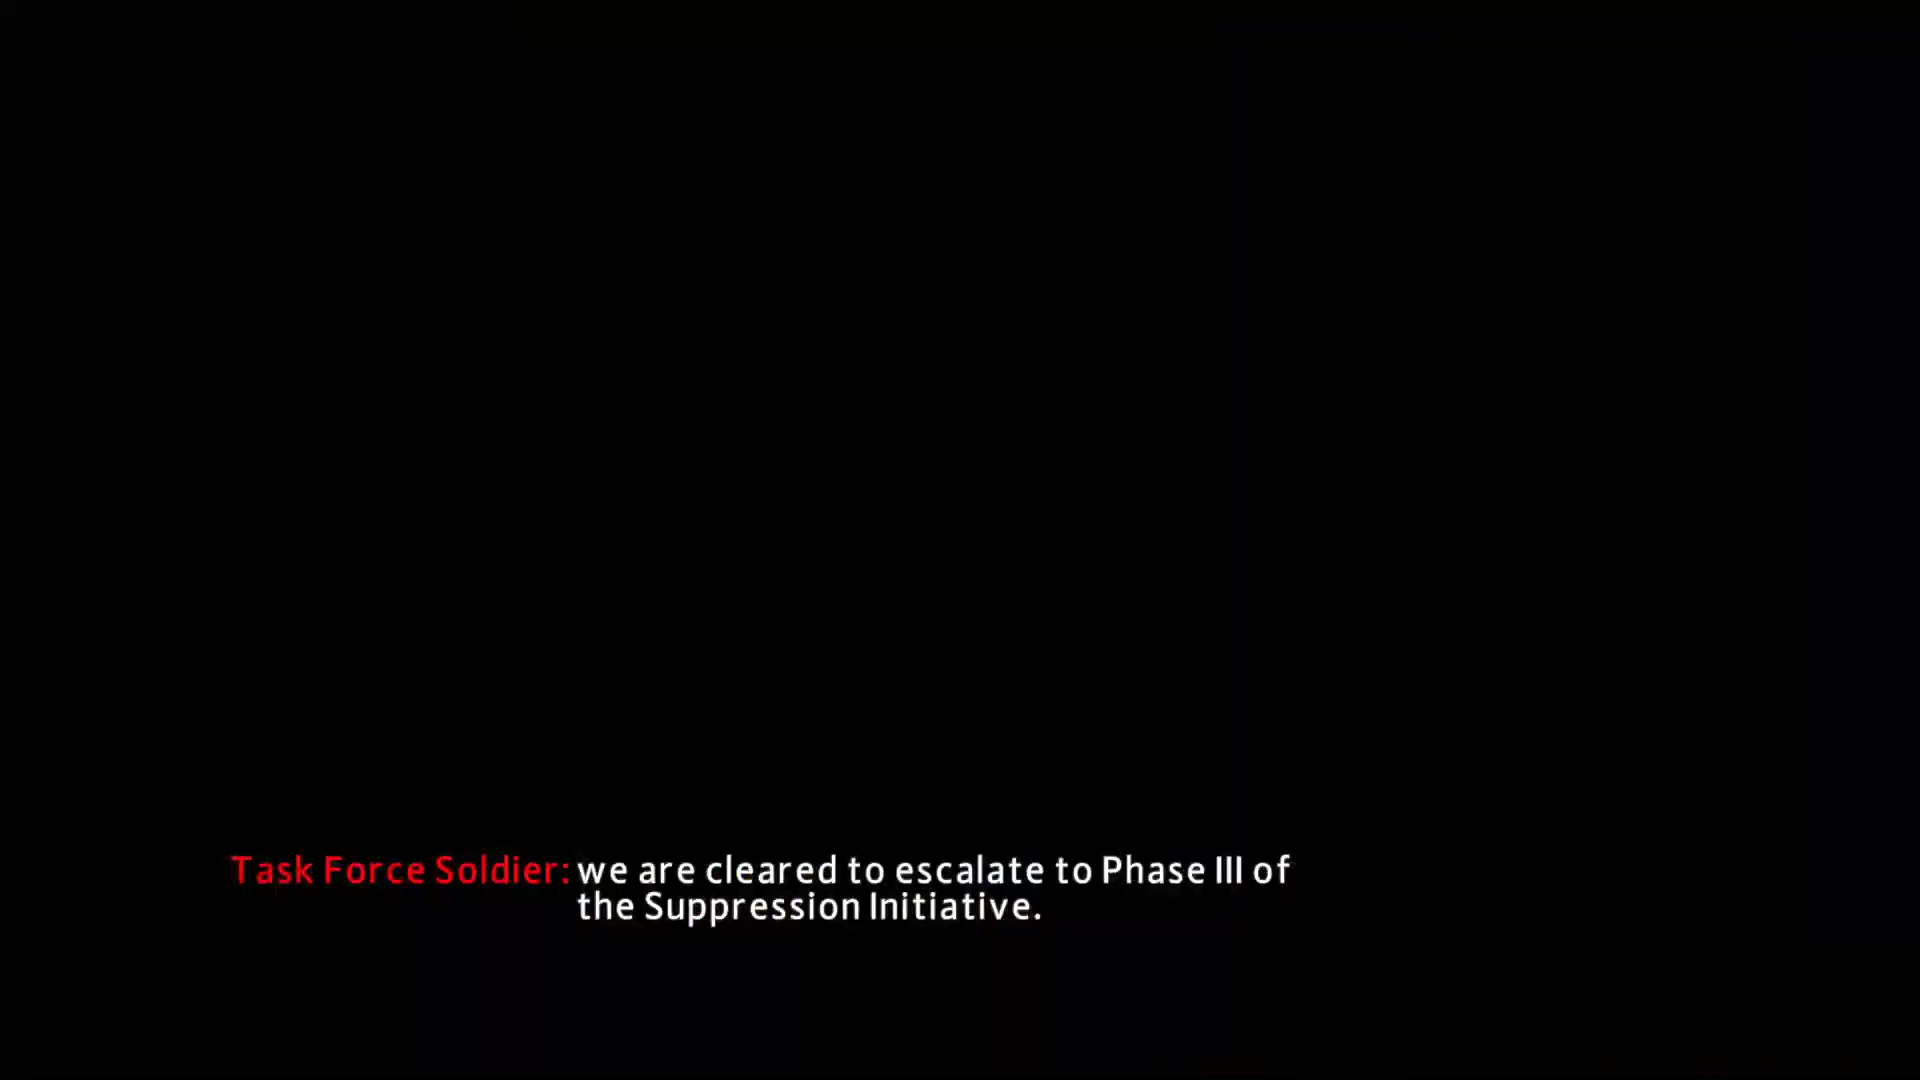 Task Force Soldier: we are cleared to escalate to Phase III of
the Suppression Initiative.